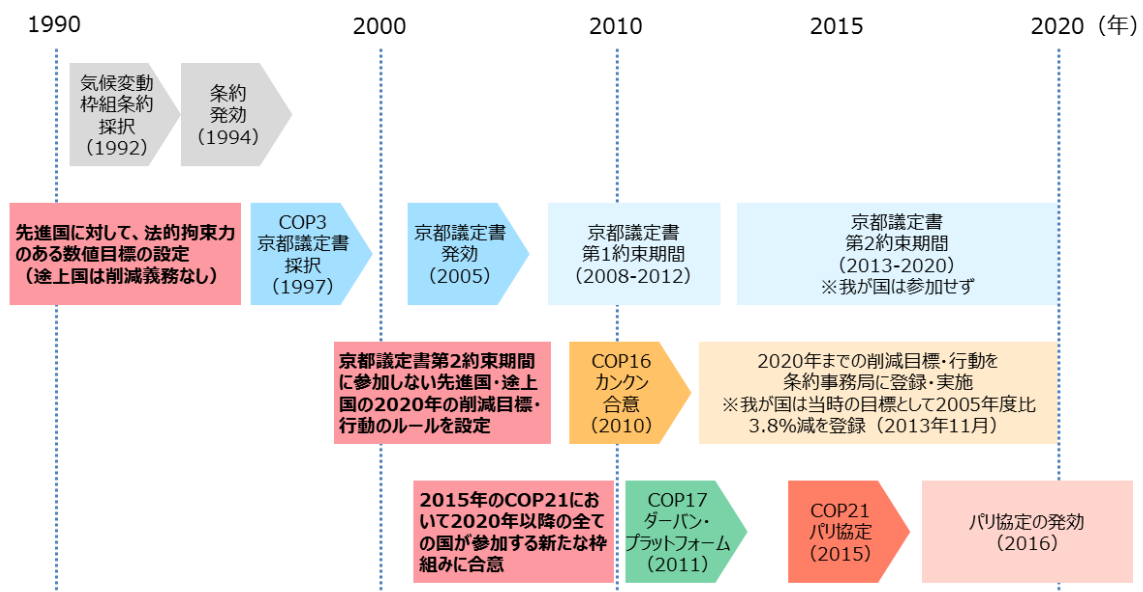 1990
2000
2010
2015
2020（年）
気候変動
枠組条約
採択
（1992）
条約
発効
（1994）
先進国に対して、法的拘束力
のある数値目標の設定
（途上国は削減義務なし）
COP3
京都議定書
採択
（1997）
京都議定書
発効
（2005）
京都議定書
第1約束期間
（2008-2012）
京都議定書
第2約束期間
（2013-2020）
※我が国は参加せず
京都議定書第2約束期間
に参加しない先進国・途上
国の2020年の削減目標・
行動のルールを設定
COP16
カンクン
合意
（2010）
2020年までの削減目標・行動を
条約事務局に登録・実施
※我が国は当時の目標として2005年度比
3.8％減を登録（2013年11月）
2015年のCOP21にお
いて2020年以降の全て
の国が参加する新たな枠
組みに合意
COP17
ダーバン・
プラットフォーム
（2011）
COP21
パリ協定
（2015）
パリ協定の発効
（2016）